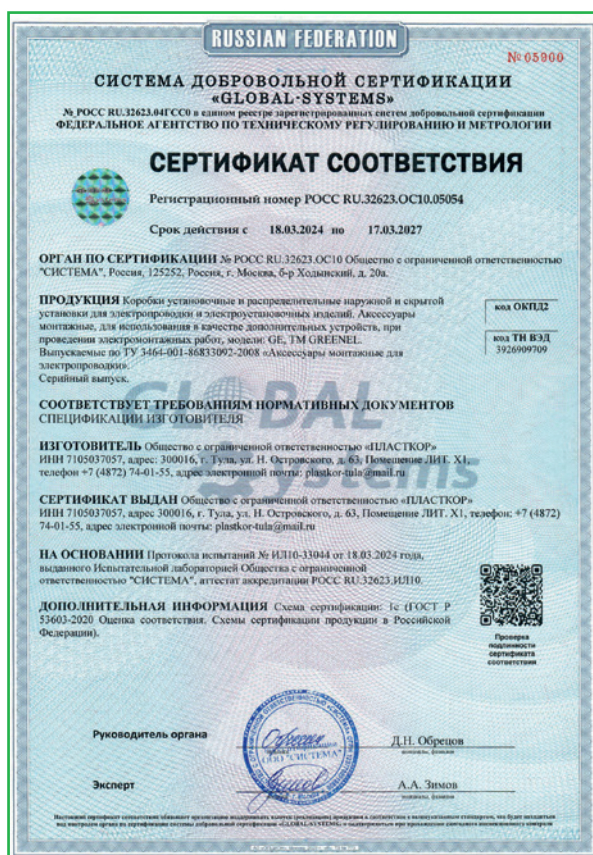 RUSSIAN FEDERATION
№ 05900
СИСТЕМА ДОБРОВОЛЬНОЙ СЕРТИФИКАЦИИ
«GLOBAL-SYSTEMS»
№ РОСС RU.32623.04ГСС0 в едином реестре зарегистрированных систем добровольной сертификации
ФЕДЕРАЛЬНОЕ АГЕНТСТВО ПО ТЕХНИЧЕСКОМУ РЕГУЛИРОВАНИЮ И МЕТРОЛОГИИ
СЕРТИФИКАТ СООТВЕТСТВИЯ
Регистрационный номер РОСС RU.32623.ОС10.05054
Срок действия с 18.03.2024 по 17.03.2027
ОРГАН ПО СЕРТИФИКАЦИИ № РОСС RU.32623.ОС10 Общество с ограниченной ответственностью
"СИСТЕМА", Россия, 125252, Россия, г. Москва, б-р Ходынский, д. 20а.
ПРОДУКЦИЯ Коробки установочные и распределительные наружной и скрытой
установки для электропроводки и электроустановочных изделий. Аксессуары
монтажные, для использования в качестве дополнительных устройств, при
проведении электромонтажных работ, модели: GE, ТМ GREENEL.
Выпускаемые по ТУ 3464-001-86833092-2008 «Аксессуары монтажные для
электропроводки».
Серийный выпуск.
код ОКПД2
код ТН ВЭД
3926909709
GLOBAL
Systems
СООТВЕТСТВУЕТ ТРЕБОВАНИЯМ НОРМАТИВНЫХ ДОКУМЕНТОВ
СПЕЦИФИКАЦИИ ИЗГОТОВИТЕЛЯ
ИЗГОТОВИТЕЛЬ Общество с ограниченной ответственностью «ПЛАСТКОР»
ИНН 7105037057, адрес: 300016, г. Тула, ул. Н. Островского, д. 63, Помещение ЛИТ. X1,
телефон +7 (4872) 74-01-55, адрес электронной почты: plastkor-tula@mail.ru
СЕРТИФИКАТ ВЫДАН Общество с ограниченной ответственностью «ПЛАСТКОР»
ИНН 7105037057, адрес 300016, г. Тула, ул. Н. Островского, д. 63, Помещение ЛИТ. X1, телефон: +7 (4872)
74-01-55, адрес электронной почты: plastkor-tula@mail.ru
НА ОСНОВАНИИ Протокола испытаний № ИЛ10-33044 от 18.03.2024 года,
выданного Испытательной лабораторией Общества с ограниченной
ответственностью "СИСТЕМА", аттестат аккредитации РОСС RU.32623.ИЛ10.
ДОПОЛНИТЕЛЬНАЯ ИНФОРМАЦИЯ Схема сертификации: 1с (ГОСТ Р
53603-2020 Оценка соответствия. Схемы сертификации продукции в Российской
Федерации).
Проверка
подлинности
сертификата
соответствия
Руководитель органа
Д.Н. Обрецов
ООО "СИСТЕМА"
Эксперт
А.А. Зимов